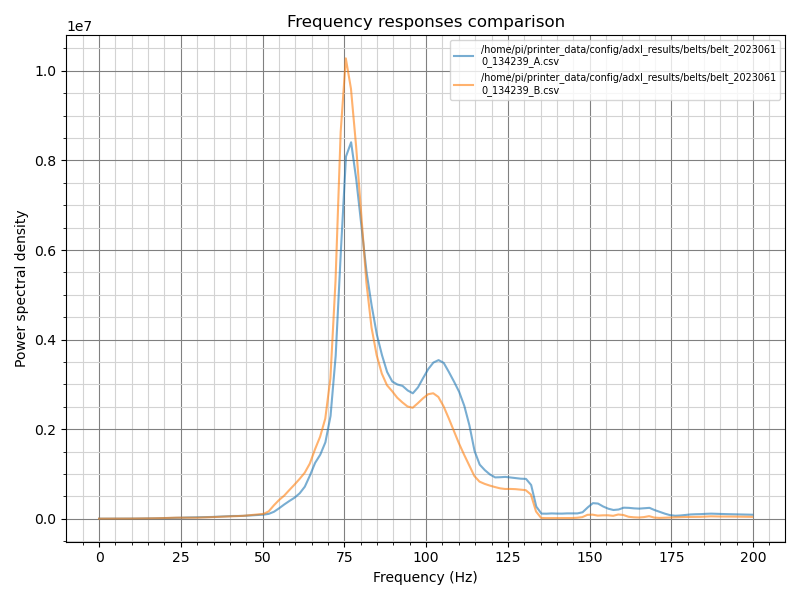 Frequency responses comparison
1e7
/home/pi/printer_data/config/adxl_results/belts/belt_2023061
0_134239_A.csv
/home/pi/printer_data/config/adxl_results/belts/belt_2023061
0_134239_B.csv
1.0
0.8
0.6
0.4
0.2
0.0
Power spectral density
0 25 50 75 100 125 150 175 200
Frequency (Hz)